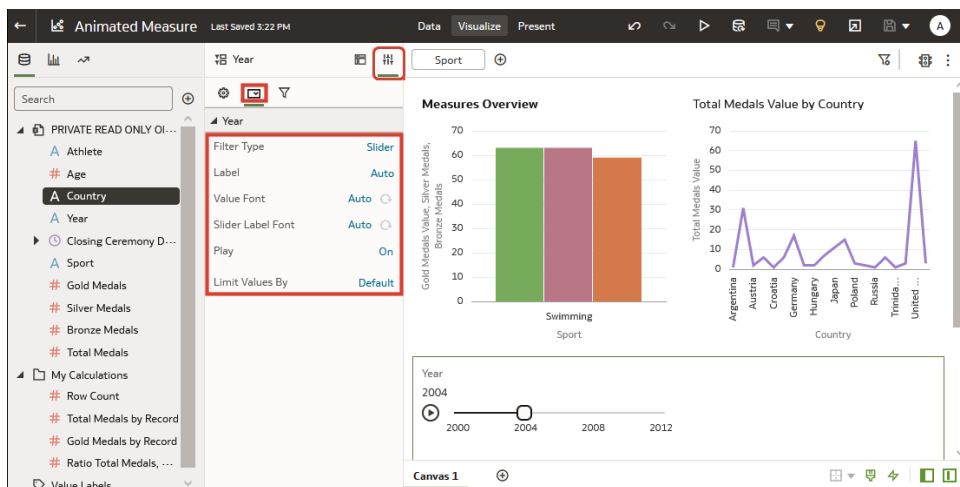 Animated Measure Last Saved 3:22 PM Data Visualize Present A
Year Sport
Search
PRIVATE READ ONLY Ol...
Athlete
Age
Country
Year
Closing Ceremony D...
Sport
Gold Medals
Silver Medals
Bronze Medals
Total Medals
My Calculations
Row Count
Total Medals by Record
Gold Medals by Record
Ratio Total Medals, ...
Value Labels
Year
Filter Type Slider
Label Auto
Value Font Auto
Slider Label Font Auto
Play On
Limit Values By Default
Measures Overview
Gold Medals Value, Silver Medals,
Bronze Medals
70
60
50
40
30
20
10
0
Swimming
Sport
Total Medals Value by Country
Total Medals Value
70
60
50
40
30
20
10
0
Argentina
Austria
Croatia
Germany
Hungary
Japan
Poland
Russia
Trinida...
United ...
Country
Year
2004
2000 2004 2008 2012
Canvas 1